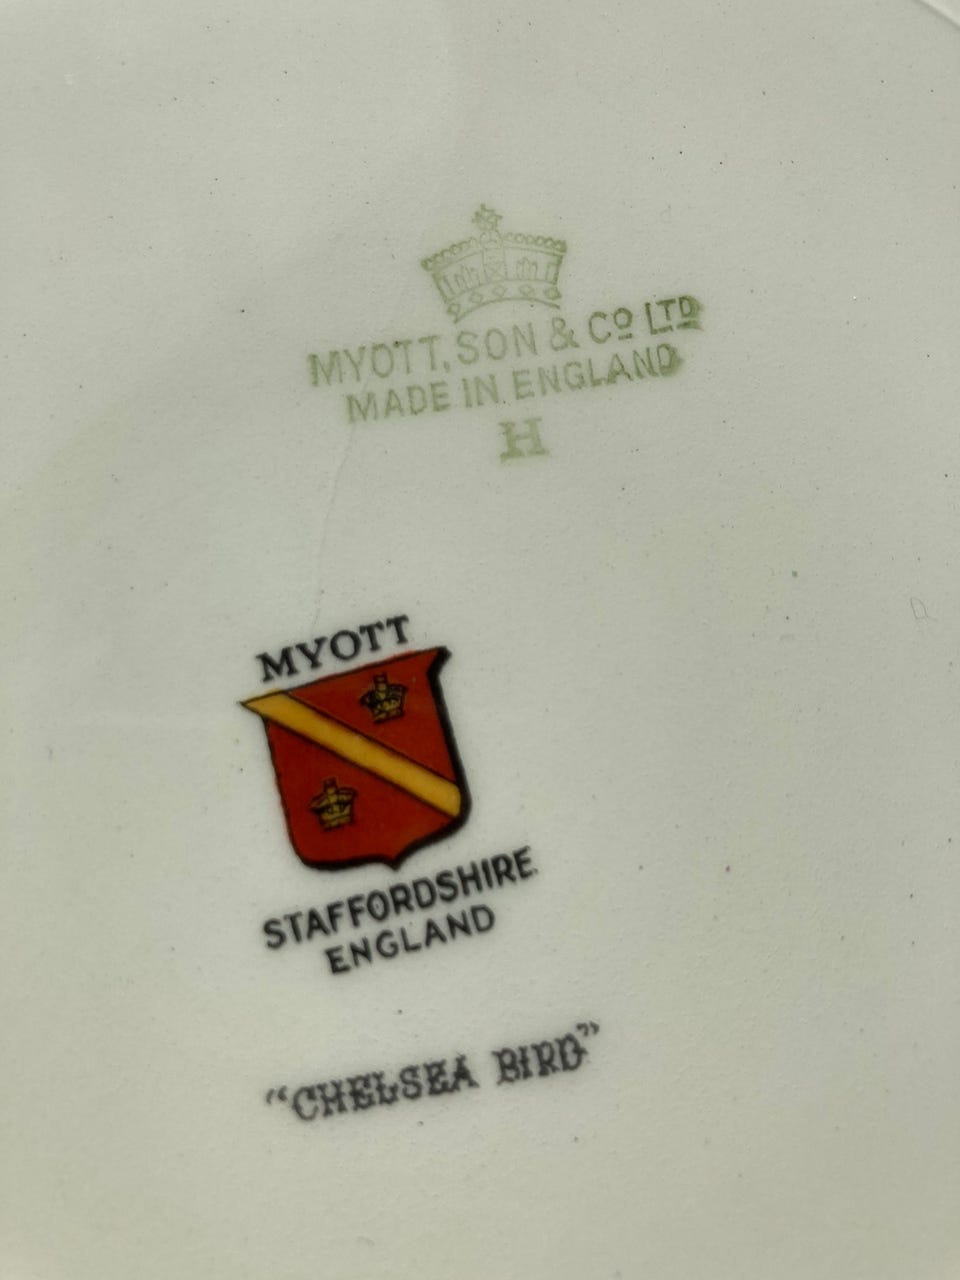 MYOTT, SON & Cº LTD
MADE IN ENGLAND
H
MYOTT
STAFFORDSHIRE
ENGLAND
"CHELSEA BIRD"